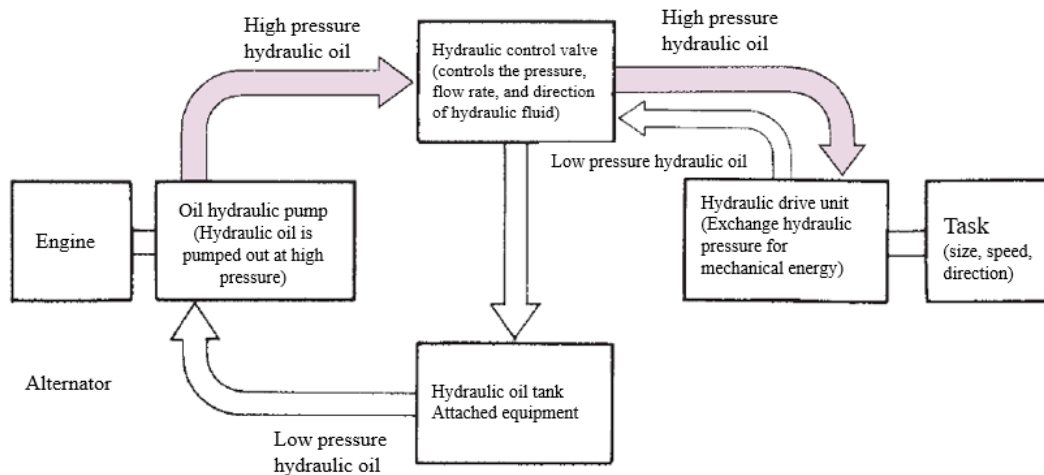 High pressure
hydraulic oil
Hydraulic control valve
(controls the pressure,
flow rate, and direction
of hydraulic fluid)
High pressure
hydraulic oil
Low pressure hydraulic oil
Engine
Oil hydraulic pump
(Hydraulic oil is
pumped out at high
pressure)
Hydraulic drive unit
(Exchange hydraulic
pressure for
mechanical energy)
Task
(size, speed,
direction)
Alternator
Hydraulic oil tank
Attached equipment
Low pressure
hydraulic oil